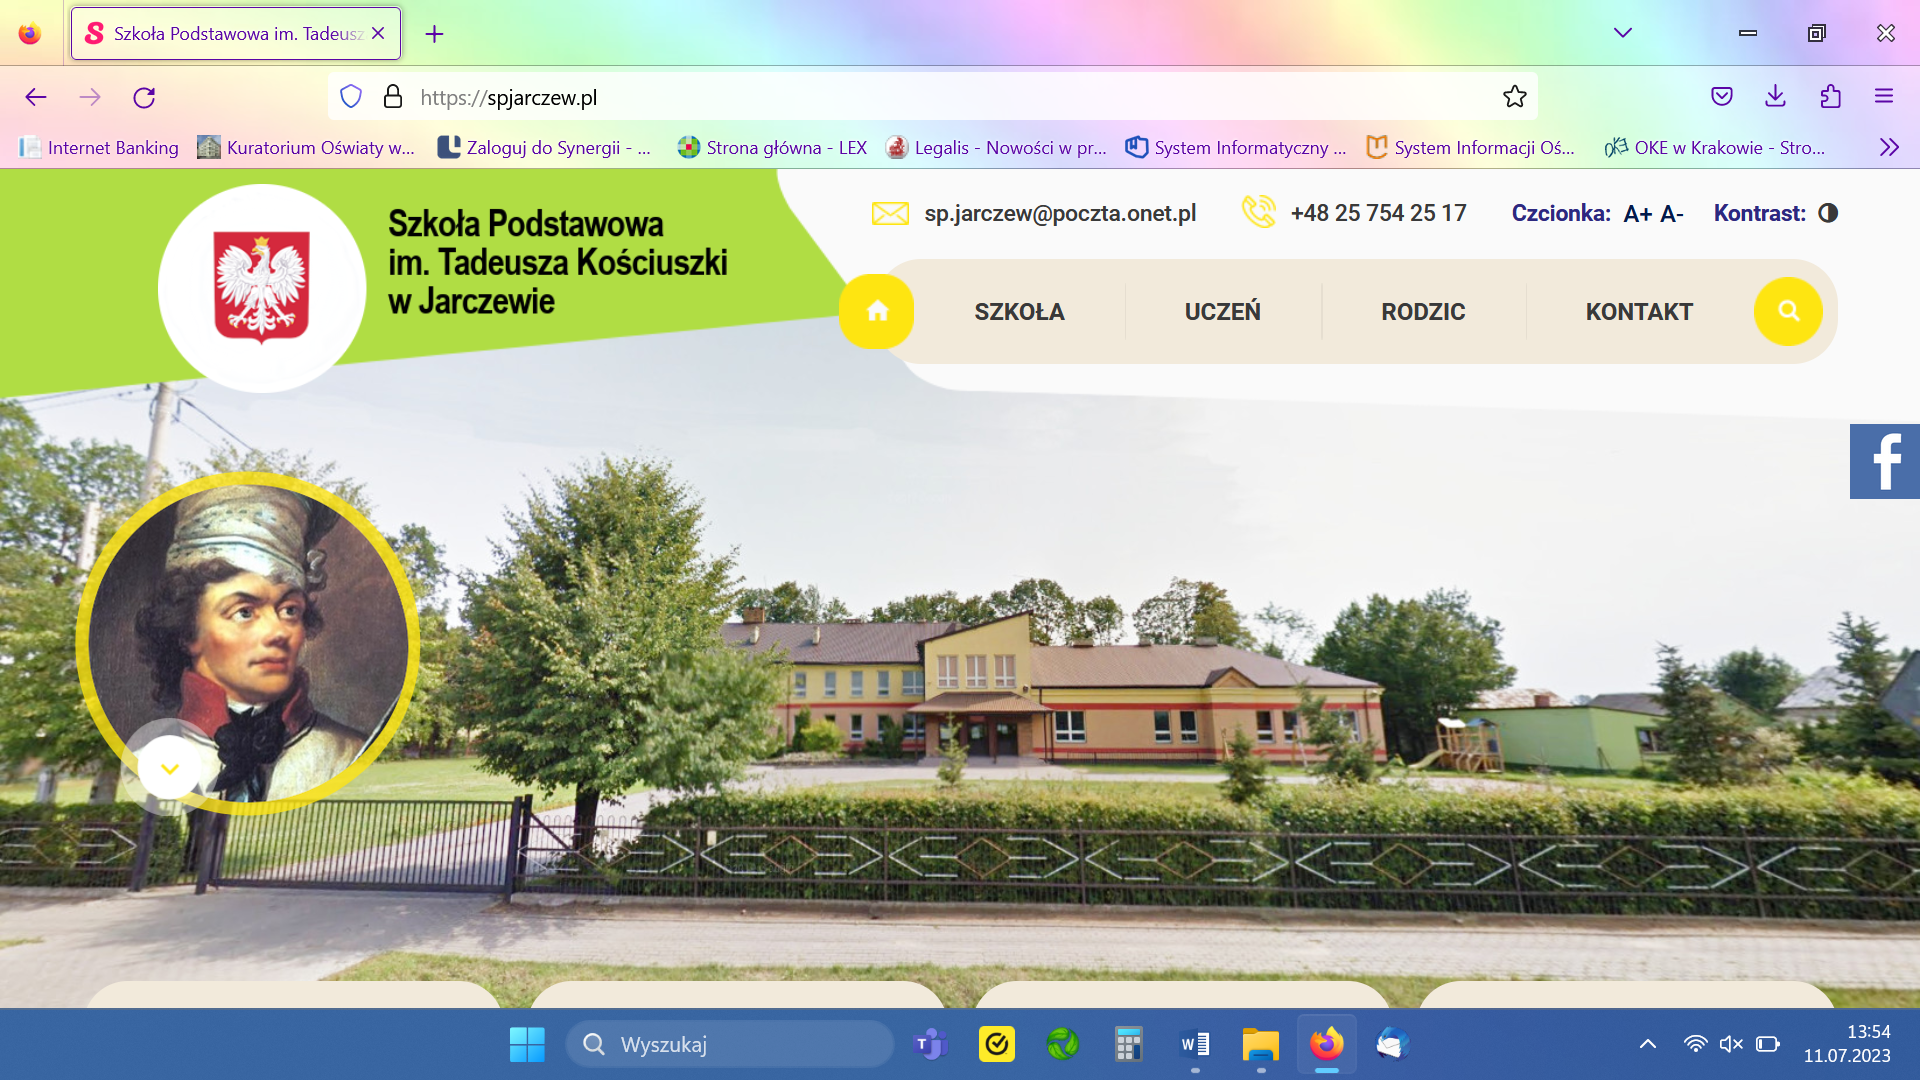 Szkoła Podstawowa im. Tadeusz
https://spjarczew.pl
Internet Banking
Kuratorium Oświaty w...
Zaloguj do Synergii - ...
Strona główna - LEX
Legalis - Nowości w pr...
System Informatyczny ...
System Informacji Oś...
OKE w Krakowie - Stro...
Szkoła Podstawowa
im. Tadeusza Kościuszki
w Jarczewie
sp.jarczew@poczta.onet.pl
+48 25 754 25 17
Czcionka: A+ A-
Kontrast:
SZKOŁA
UCZEŃ
RODZIC
KONTAKT
Wyszukaj
13:54
11.07.2023